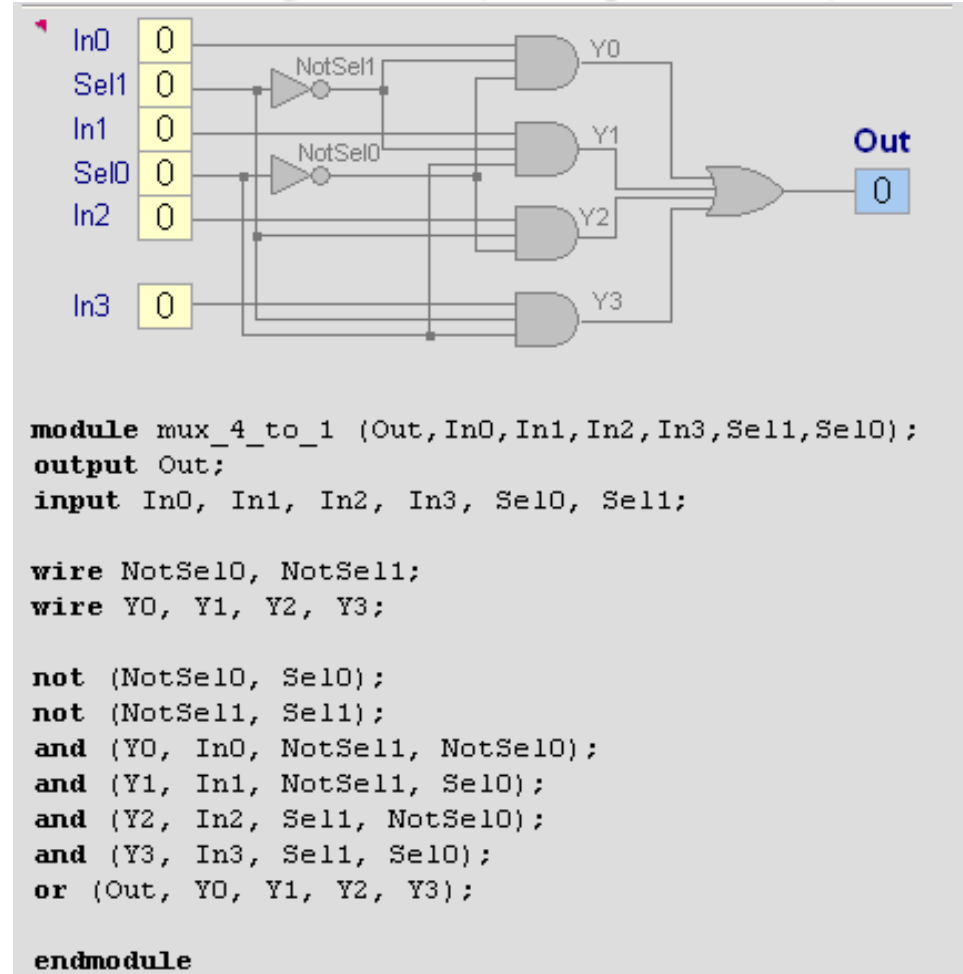 In0 0
Y0
Sel1 0
NotSel1
In1 0
Y1
Out
NotSel0
Sel0 0
0
In2 0
Y2
In3 0
Y3
module mux_4_to_1 (Out,In0,In1,In2,In3,Sel1,Sel0);
output Out;
input In0, In1, In2, In3, Sel0, Sel1;
wire NotSel0, NotSel1;
wire Y0, Y1, Y2, Y3;
not (NotSel0, Sel0);
not (NotSel1, Sel1);
and (Y0, In0, NotSel1, NotSel0);
and (Y1, In1, NotSel1, Sel0);
and (Y2, In2, Sel1, NotSel0);
and (Y3, In3, Sel1, Sel0);
or (Out, Y0, Y1, Y2, Y3);
endmodule